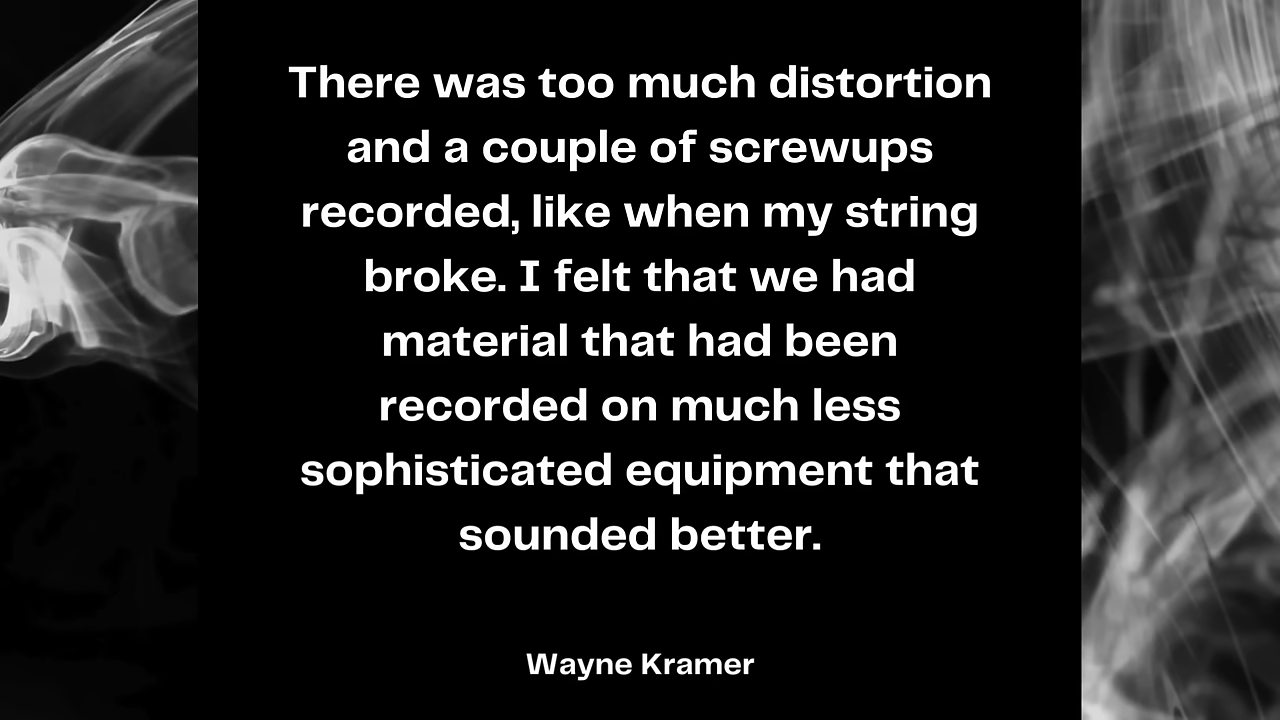 There was too much distortion
and a couple of screwups
recorded, like when my string
broke. I felt that we had
material that had been
recorded on much less
sophisticated equipment that
sounded better.
Wayne Kramer